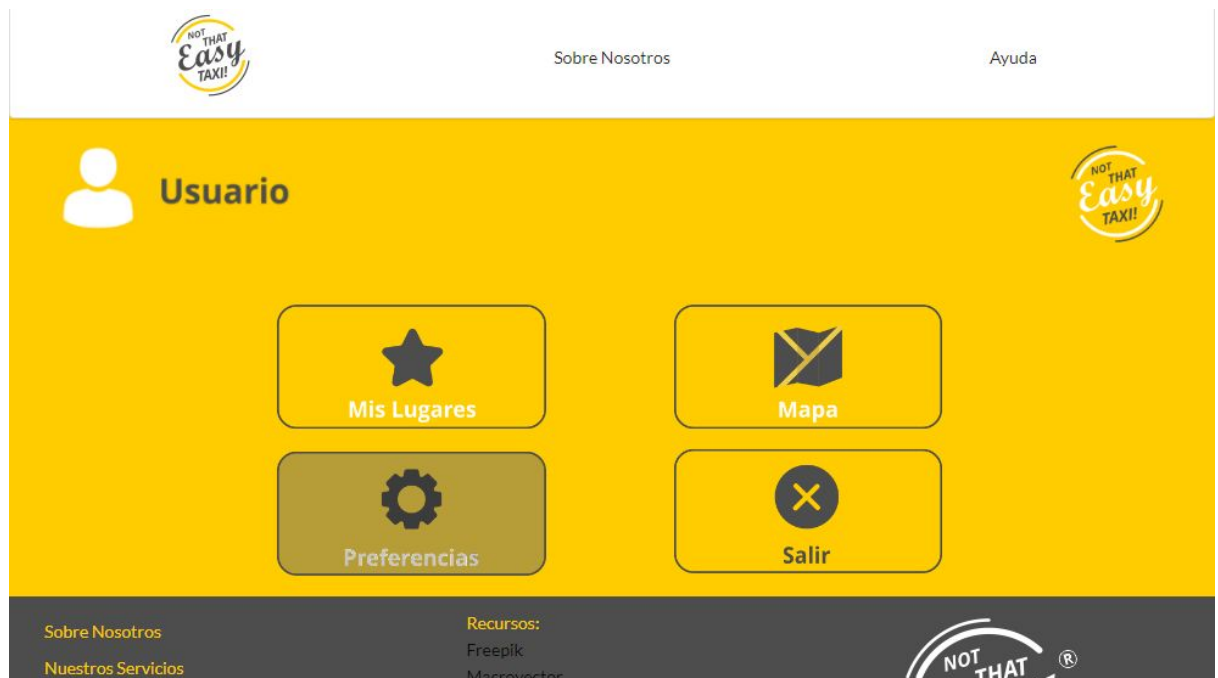 NOT
THAT
Easy
TAXI!
Sobre Nosotros
Ayuda
Usuario
NOT
THAT
Easy
TAXI!
Mis Lugares
Mapa
Preferencias
Salir
Sobre Nosotros
Nuestros Servicios
Recursos:
Freepik
Macrovector
NOT
THAT
®